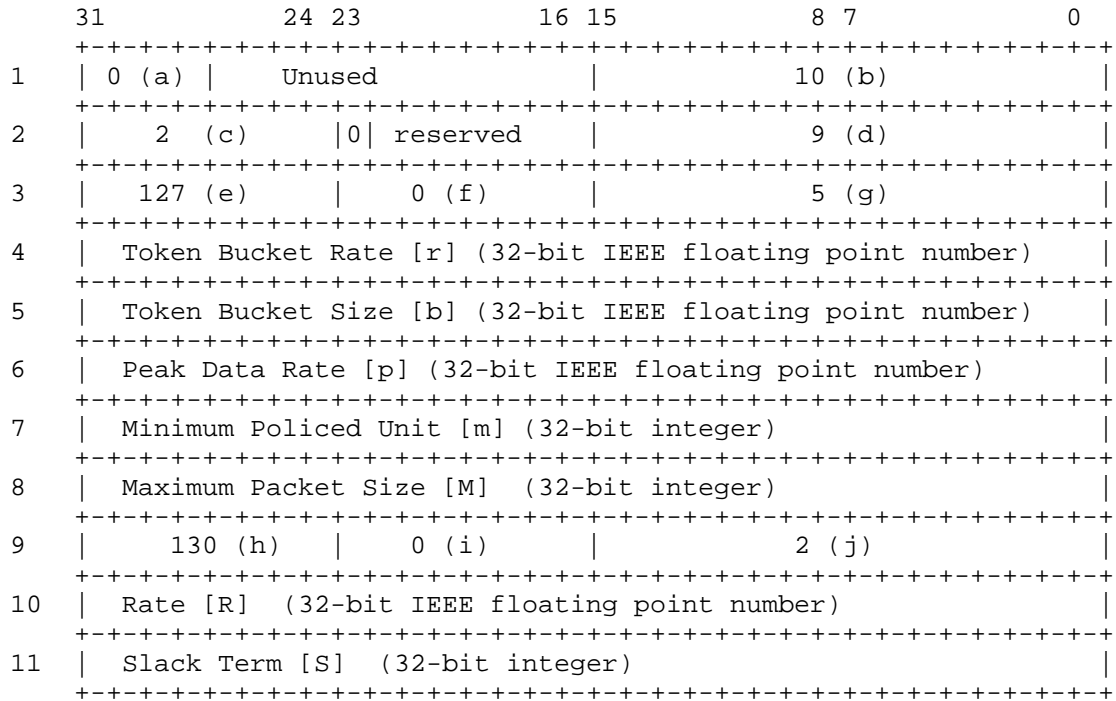 31 24 23 16 15 8 7 0
+-+-+-+-+-+-+-+-+-+-+-+-+-+-+-+-+-+-+-+-+-+-+-+-+-+-+-+-+-+-+-+-+
1 | 0 (a) | Unused | 10 (b) |
+-+-+-+-+-+-+-+-+-+-+-+-+-+-+-+-+-+-+-+-+-+-+-+-+-+-+-+-+-+-+-+-+
2 | 2 (c) |0| reserved | 9 (d) |
+-+-+-+-+-+-+-+-+-+-+-+-+-+-+-+-+-+-+-+-+-+-+-+-+-+-+-+-+-+-+-+-+
3 | 127 (e) | 0 (f) | 5 (g) |
+-+-+-+-+-+-+-+-+-+-+-+-+-+-+-+-+-+-+-+-+-+-+-+-+-+-+-+-+-+-+-+-+
4 | Token Bucket Rate [r] (32-bit IEEE floating point number) |
+-+-+-+-+-+-+-+-+-+-+-+-+-+-+-+-+-+-+-+-+-+-+-+-+-+-+-+-+-+-+-+-+
5 | Token Bucket Size [b] (32-bit IEEE floating point number) |
+-+-+-+-+-+-+-+-+-+-+-+-+-+-+-+-+-+-+-+-+-+-+-+-+-+-+-+-+-+-+-+-+
6 | Peak Data Rate [p] (32-bit IEEE floating point number) |
+-+-+-+-+-+-+-+-+-+-+-+-+-+-+-+-+-+-+-+-+-+-+-+-+-+-+-+-+-+-+-+-+
7 | Minimum Policed Unit [m] (32-bit integer) |
+-+-+-+-+-+-+-+-+-+-+-+-+-+-+-+-+-+-+-+-+-+-+-+-+-+-+-+-+-+-+-+-+
8 | Maximum Packet Size [M] (32-bit integer) |
+-+-+-+-+-+-+-+-+-+-+-+-+-+-+-+-+-+-+-+-+-+-+-+-+-+-+-+-+-+-+-+-+
9 | 130 (h) | 0 (i) | 2 (j) |
+-+-+-+-+-+-+-+-+-+-+-+-+-+-+-+-+-+-+-+-+-+-+-+-+-+-+-+-+-+-+-+-+
10 | Rate [R] (32-bit IEEE floating point number) |
+-+-+-+-+-+-+-+-+-+-+-+-+-+-+-+-+-+-+-+-+-+-+-+-+-+-+-+-+-+-+-+-+
11 | Slack Term [S] (32-bit integer) |
+-+-+-+-+-+-+-+-+-+-+-+-+-+-+-+-+-+-+-+-+-+-+-+-+-+-+-+-+-+-+-+-+